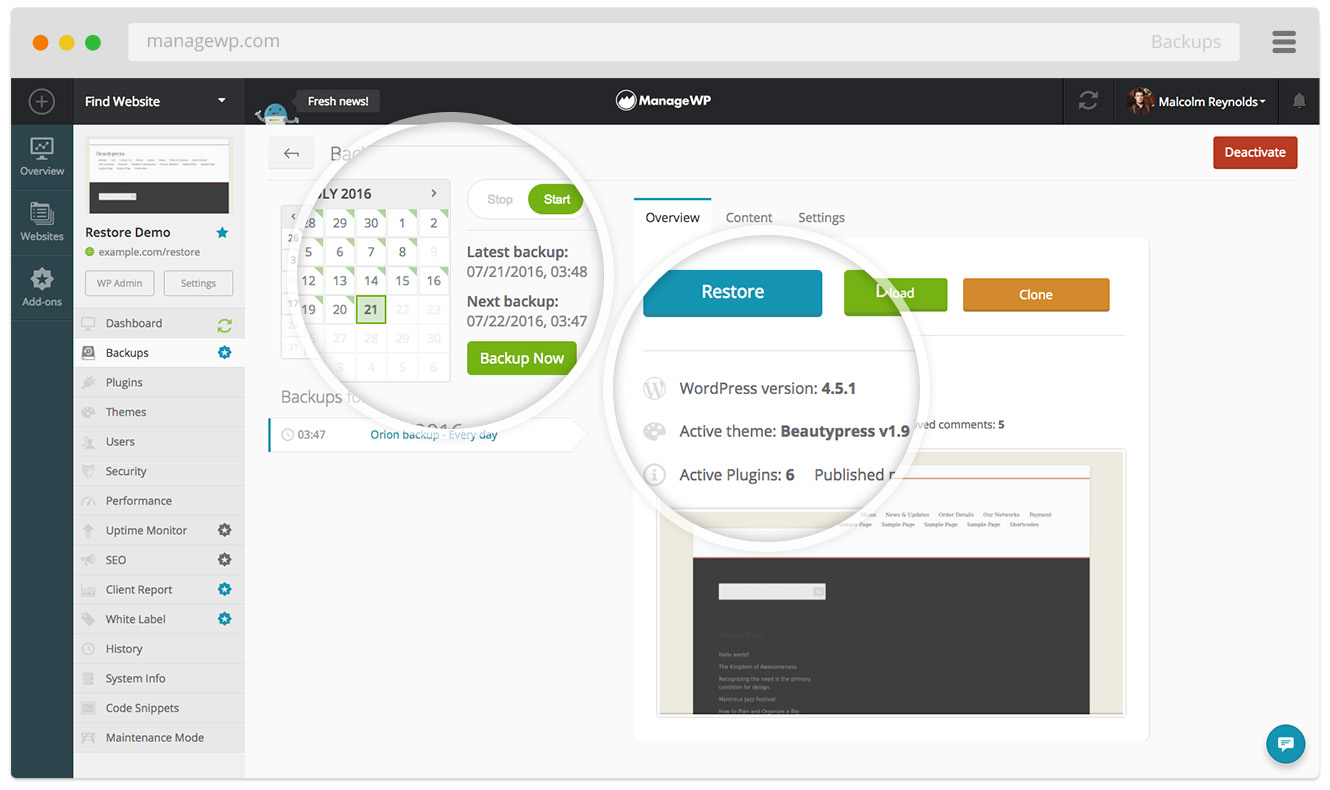 managewp.com
Backups
Find Website
Fresh news!
ManageWP
Malcolm Reynolds
Deactivate
Overview
Websites
Add-ons
Restore Demo
example.com/restore
WP Admin
Settings
Dashboard
Backups
Plugins
Themes
Users
Security
Performance
Uptime Monitor
SEO
Client Report
White Label
History
System Info
Code Snippets
Maintenance Mode
LY 2016
28 29 30 1 2
5 6 7 8 9
12 13 14 15 16
19 20 21 22 23
27 28 29 30
3 4 5 6
Stop
Start
Latest backup:
07/21/2016, 03:48
Next backup:
07/22/2016, 03:47
Backup Now
Backups fo
2016
03:47
Orion backup - Every day
Overview
Content
Settings
Restore
load
Clone
WordPress version: 4.5.1
Active theme: Beautypress v1.9
ved comments: 5
Active Plugins: 6
Published
Home News & Updates Order Details Our Networks Payment
Sample Page Sample Page Sample Page Sample Page Shortcodes
Hello world!
The Kingdom of Awesomeness
Recognizing the need is the primary
condition for design.
Montreux Jazz Festival
How to Plan and Organize a Big